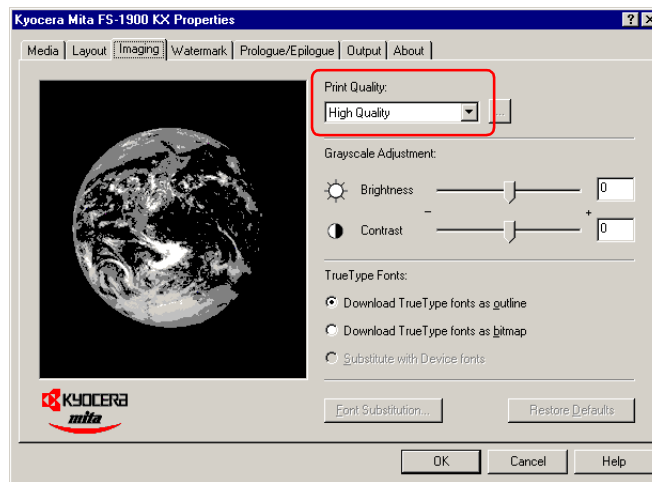 Kyocera Mita FS-1900 KX Properties
Media Layout Imaging Watermark Prologue/Epilogue Output About
Print Quality:
High Quality
...
Grayscale Adjustment:
Brightness 0
- +
Contrast 0
TrueType Fonts:
Download TrueType fonts as outline
Download TrueType fonts as bitmap
Substitute with Device fonts
KYOCERA
mita
Font Substitution... Restore Defaults
OK Cancel Help